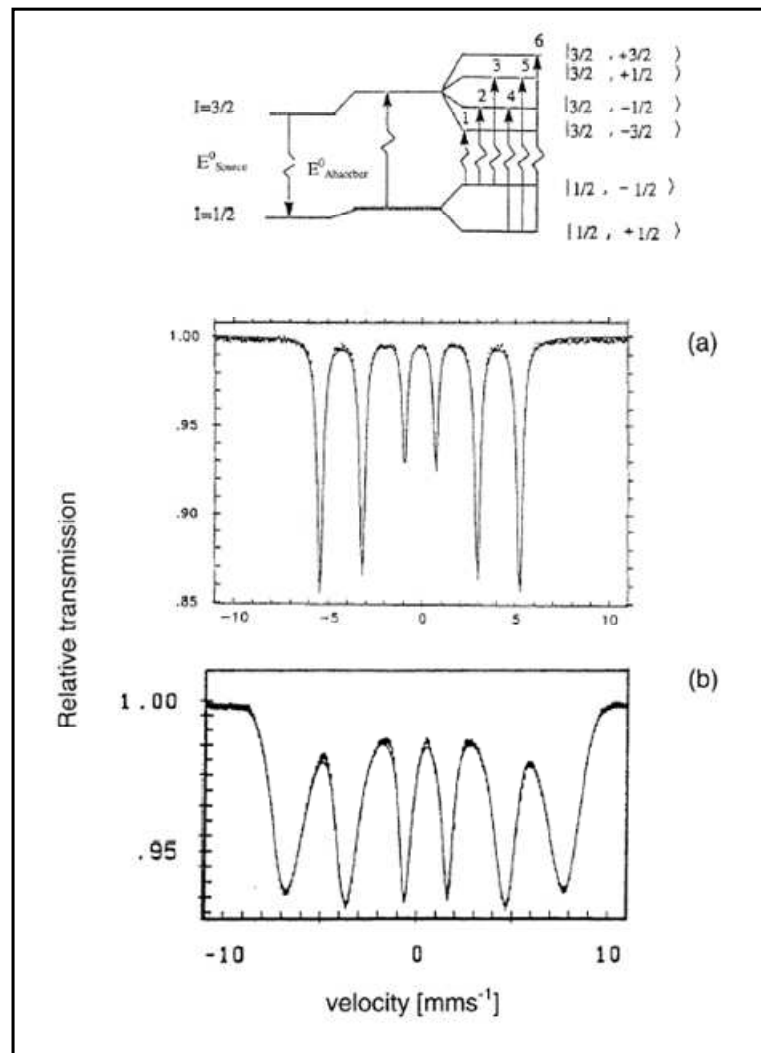 6
|3/2 , +3/2⟩
3 5
|3/2 , +1/2⟩
I=3/2
2 4
|3/2 , -1/2⟩
1
|3/2 , -3/2⟩
E⁰Source
E⁰Absorber
|1/2 , - 1/2⟩
I=1/2
|1/2 , +1/2⟩
(a)
1.00
.95
.90
.85
-10 -5 0 5 10
Relative transmission
(b)
1.00
.95
-10 0 10
velocity [mms⁻¹]